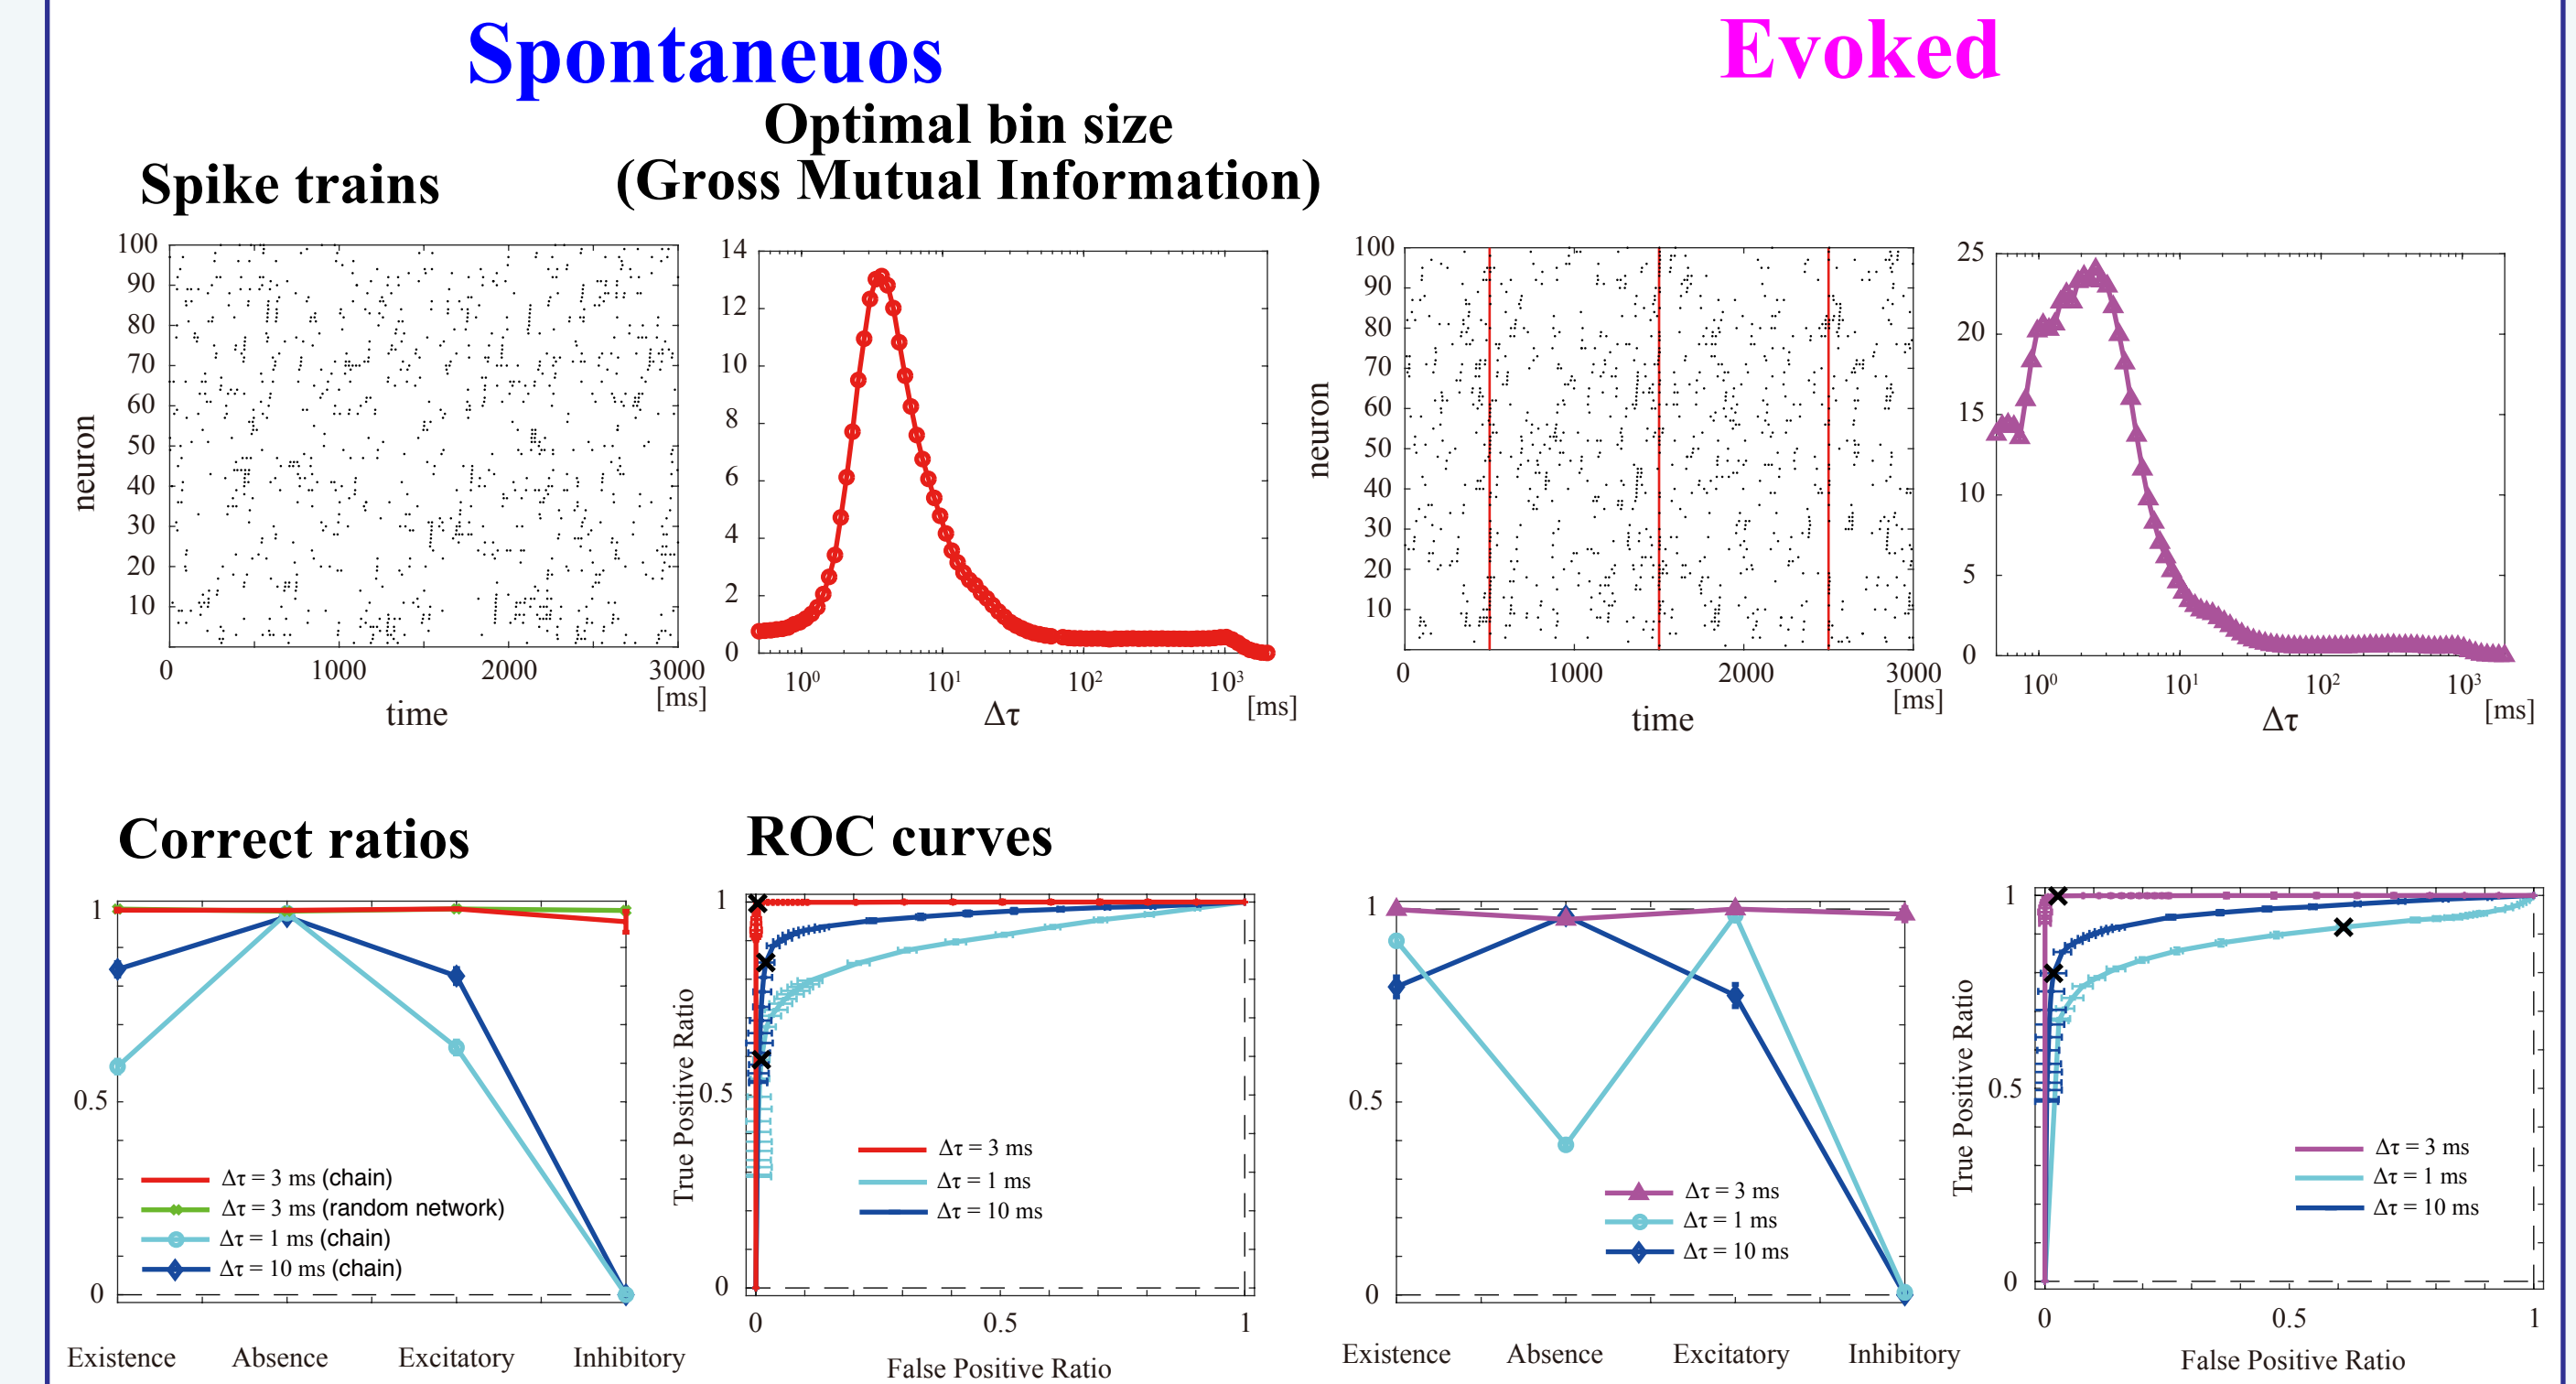 Spontaneuos
Evoked
Optimal bin size
(Gross Mutual Information)
Spike trains
100
90
80
70
60
50
40
30
20
10
neuron
0 1000 2000 3000
[ms]
time
14
12
10
8
6
4
2
0
10⁰ 10¹ 10² 10³
[ms]
Δτ
100
90
80
70
60
50
40
30
20
10
neuron
0 1000 2000 3000
[ms]
time
25
20
15
10
5
0
10⁰ 10¹ 10² 10³
[ms]
Δτ
Correct ratios
1
0.5
0
Δτ = 3 ms (chain)
Δτ = 3 ms (random network)
Δτ = 1 ms (chain)
Δτ = 10 ms (chain)
Existence Absence Excitatory Inhibitory
ROC curves
1
0.5
0
True Positive Ratio
Δτ = 3 ms
Δτ = 1 ms
Δτ = 10 ms
0 0.5 1
False Positive Ratio
1
0.5
0
Δτ = 3 ms
Δτ = 1 ms
Δτ = 10 ms
Existence Absence Excitatory Inhibitory
1
0.5
0
True Positive Ratio
Δτ = 3 ms
Δτ = 1 ms
Δτ = 10 ms
0 0.5 1
False Positive Ratio